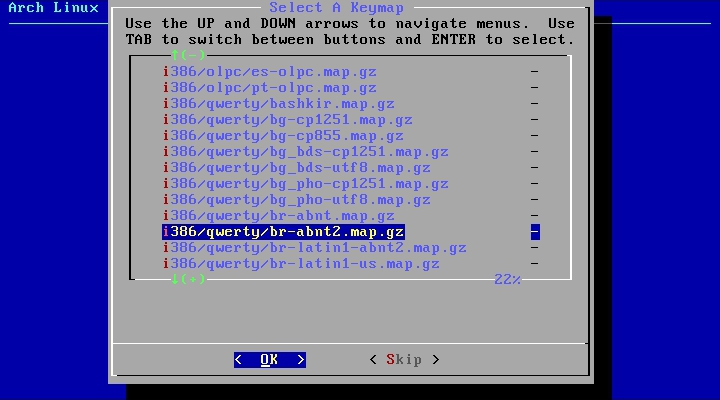 Arch Linux
Select A Keymap
Use the UP and DOWN arrows to navigate menus.  Use
TAB to switch between buttons and ENTER to select.
↑(-)
i386/olpc/es-olpc.map.gz -
i386/olpc/pt-olpc.map.gz -
i386/qwerty/bashkir.map.gz -
i386/qwerty/bg-cp1251.map.gz -
i386/qwerty/bg-cp855.map.gz -
i386/qwerty/bg_bds-cp1251.map.gz -
i386/qwerty/bg_bds-utf8.map.gz -
i386/qwerty/bg_pho-cp1251.map.gz -
i386/qwerty/bg_pho-utf8.map.gz -
i386/qwerty/br-abnt.map.gz -
i386/qwerty/br-abnt2.map.gz -
i386/qwerty/br-latin1-abnt2.map.gz -
i386/qwerty/br-latin1-us.map.gz -
↓(+) 22%
<  OK  > < Skip >